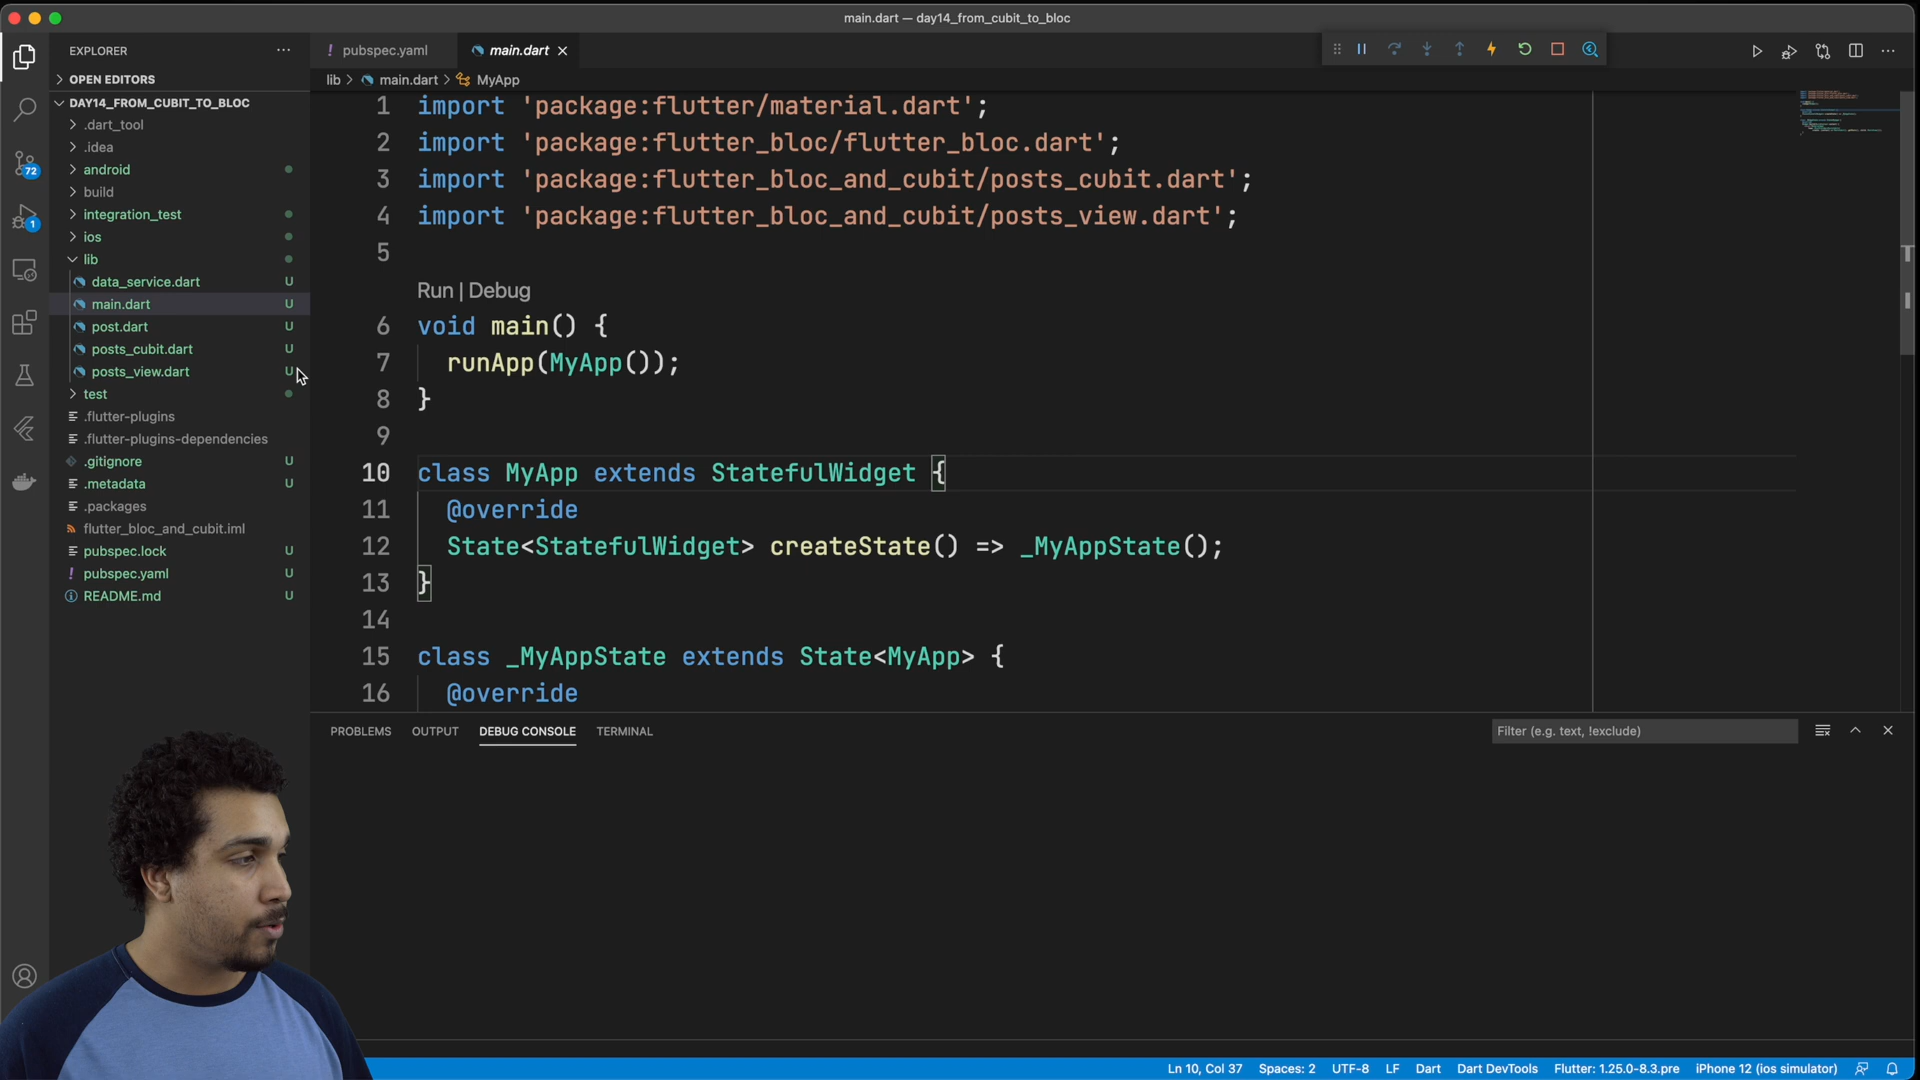 main.dart — day14_from_cubit_to_bloc
EXPLORER
OPEN EDITORS
DAY14_FROM_CUBIT_TO_BLOC
.dart_tool
.idea
android
build
integration_test
ios
lib
data_service.dart U
main.dart U
post.dart U
posts_cubit.dart U
posts_view.dart U
test
.flutter-plugins
.flutter-plugins-dependencies
.gitignore U
.metadata U
.packages
flutter_bloc_and_cubit.iml
pubspec.lock U
! pubspec.yaml U
README.md U
72
1
! pubspec.yaml
main.dart
lib > main.dart > MyApp
1 import 'package:flutter/material.dart';
2 import 'package:flutter_bloc/flutter_bloc.dart';
3 import 'package:flutter_bloc_and_cubit/posts_cubit.dart';
4 import 'package:flutter_bloc_and_cubit/posts_view.dart';
5
Run | Debug
6 void main() {
7 runApp(MyApp());
8 }
9
10 class MyApp extends StatefulWidget {
11 @override
12 State<StatefulWidget> createState() => _MyAppState();
13 }
14
15 class _MyAppState extends State<MyApp> {
16 @override
PROBLEMS OUTPUT DEBUG CONSOLE TERMINAL
Filter (e.g. text, !exclude)
Ln 10, Col 37 Spaces: 2 UTF-8 LF Dart Dart DevTools Flutter: 1.25.0-8.3.pre iPhone 12 (ios simulator)